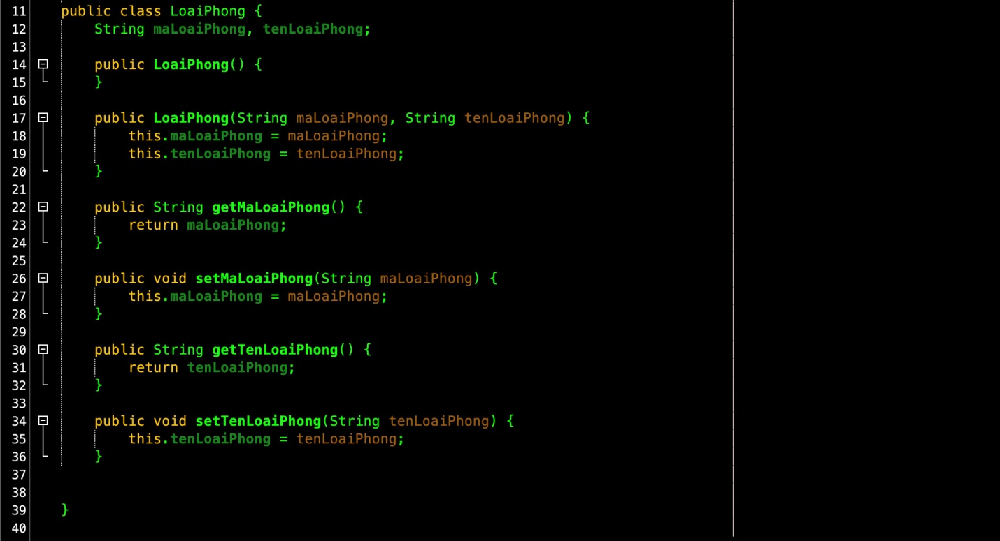 11 public class LoaiPhong {
12     String maLoaiPhong, tenLoaiPhong;
13
14     public LoaiPhong() {
15     }
16
17     public LoaiPhong(String maLoaiPhong, String tenLoaiPhong) {
18         this.maLoaiPhong = maLoaiPhong;
19         this.tenLoaiPhong = tenLoaiPhong;
20     }
21
22     public String getMaLoaiPhong() {
23         return maLoaiPhong;
24     }
25
26     public void setMaLoaiPhong(String maLoaiPhong) {
27         this.maLoaiPhong = maLoaiPhong;
28     }
29
30     public String getTenLoaiPhong() {
31         return tenLoaiPhong;
32     }
33
34     public void setTenLoaiPhong(String tenLoaiPhong) {
35         this.tenLoaiPhong = tenLoaiPhong;
36     }
37
38
39 }
40